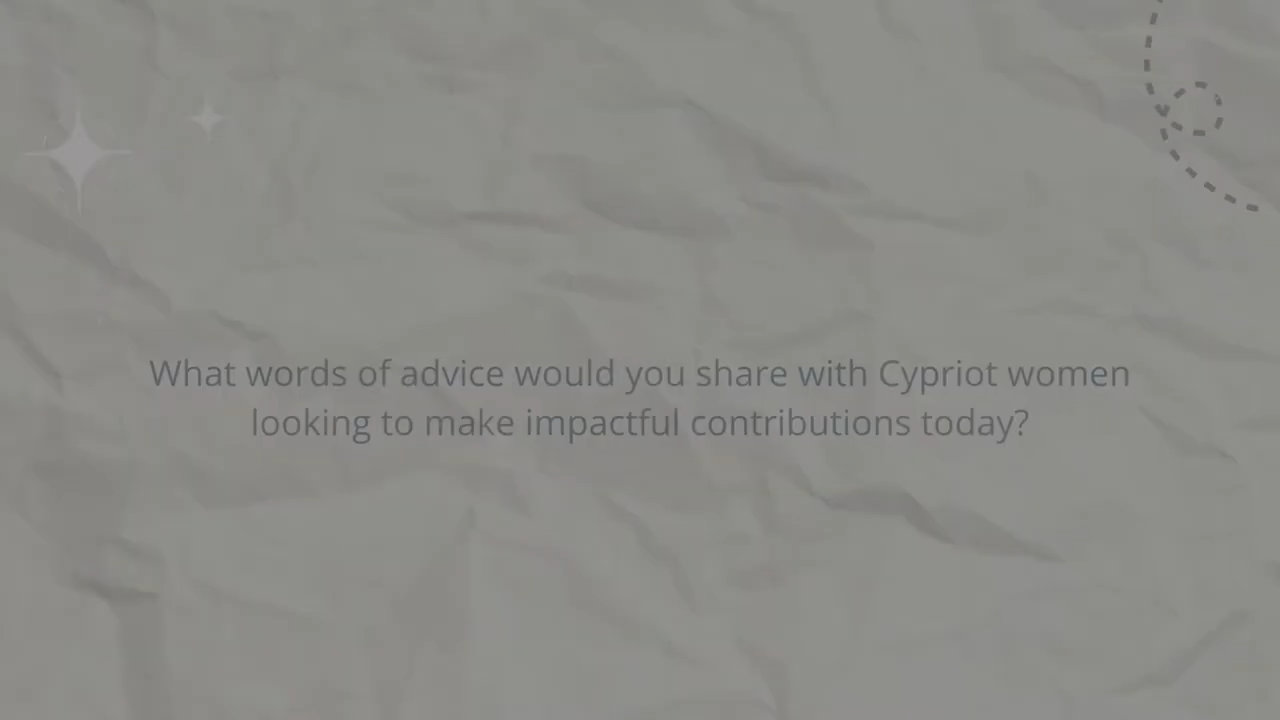 What words of advice would you share with Cypriot women
looking to make impactful contributions today?